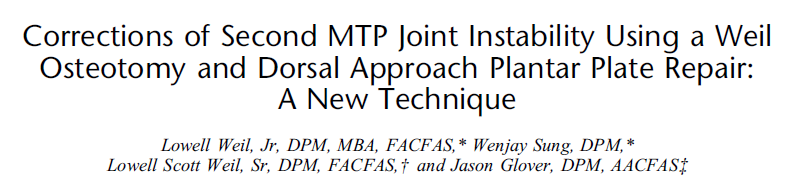 Corrections of Second MTP Joint Instability Using a Weil
Osteotomy and Dorsal Approach Plantar Plate Repair:
A New Technique
Lowell Weil, Jr, DPM, MBA, FACFAS,* Wenjay Sung, DPM,*
Lowell Scott Weil, Sr, DPM, FACFAS,† and Jason Glover, DPM, AACFAS‡